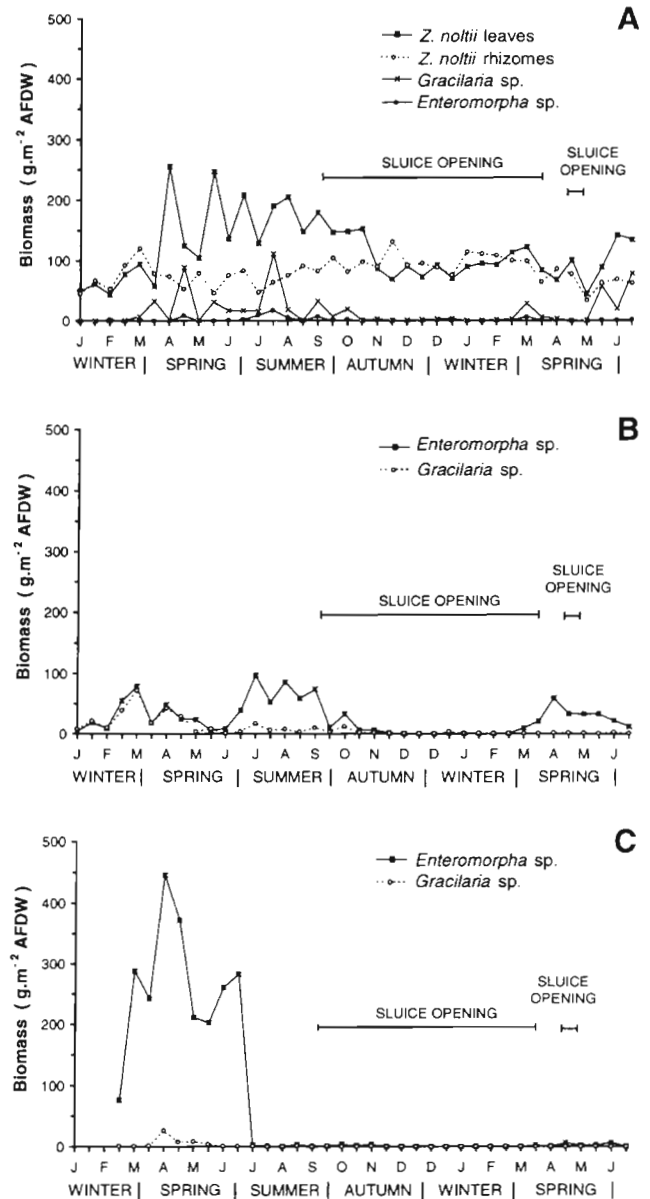 A
500
400
300
200
100
0
Biomass ( g.m⁻² AFDW )
Z. noltii leaves
Z. noltii rhizomes
Gracilaria sp.
Enteromorpha sp.
SLUICE OPENING
SLUICE
OPENING
J F M A M J J A S O N D D J F M A M J
WINTER | SPRING | SUMMER | AUTUMN | WINTER | SPRING |
B
500
400
300
200
100
0
Biomass ( g.m⁻² AFDW )
Enteromorpha sp.
Gracilaria sp.
SLUICE OPENING
SLUICE
OPENING
J F M A M J J A S O N D D J F M A M J
WINTER | SPRING | SUMMER | AUTUMN | WINTER | SPRING |
C
500
400
300
200
100
0
Biomass ( g.m⁻² AFDW )
Enteromorpha sp.
Gracilaria sp.
SLUICE OPENING
SLUICE
OPENING
J F M A M J J A S O N D D J F M A M J
WINTER | SPRING | SUMMER | AUTUMN | WINTER | SPRING |